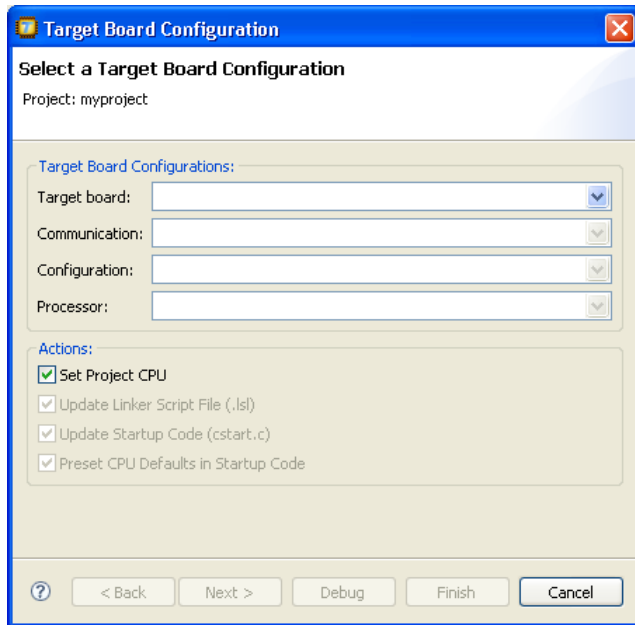 Target Board Configuration
Select a Target Board Configuration
Project: myproject
Target Board Configurations:
Target board:
Communication:
Configuration:
Processor:
Actions:
Set Project CPU
Update Linker Script File (.lsl)
Update Startup Code (cstart.c)
Preset CPU Defaults in Startup Code
< Back Next > Debug Finish Cancel